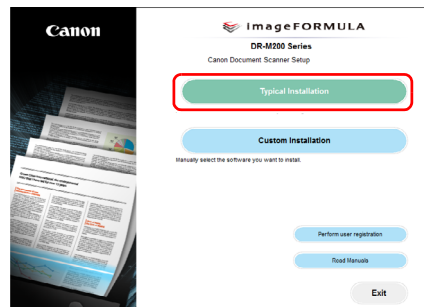 Canon
imageFORMULA
DR-M200 Series
Canon Document Scanner Setup
Typical Installation
Custom Installation
Manually select the software you want to install.
Perform user registration
Read Manuals
Exit